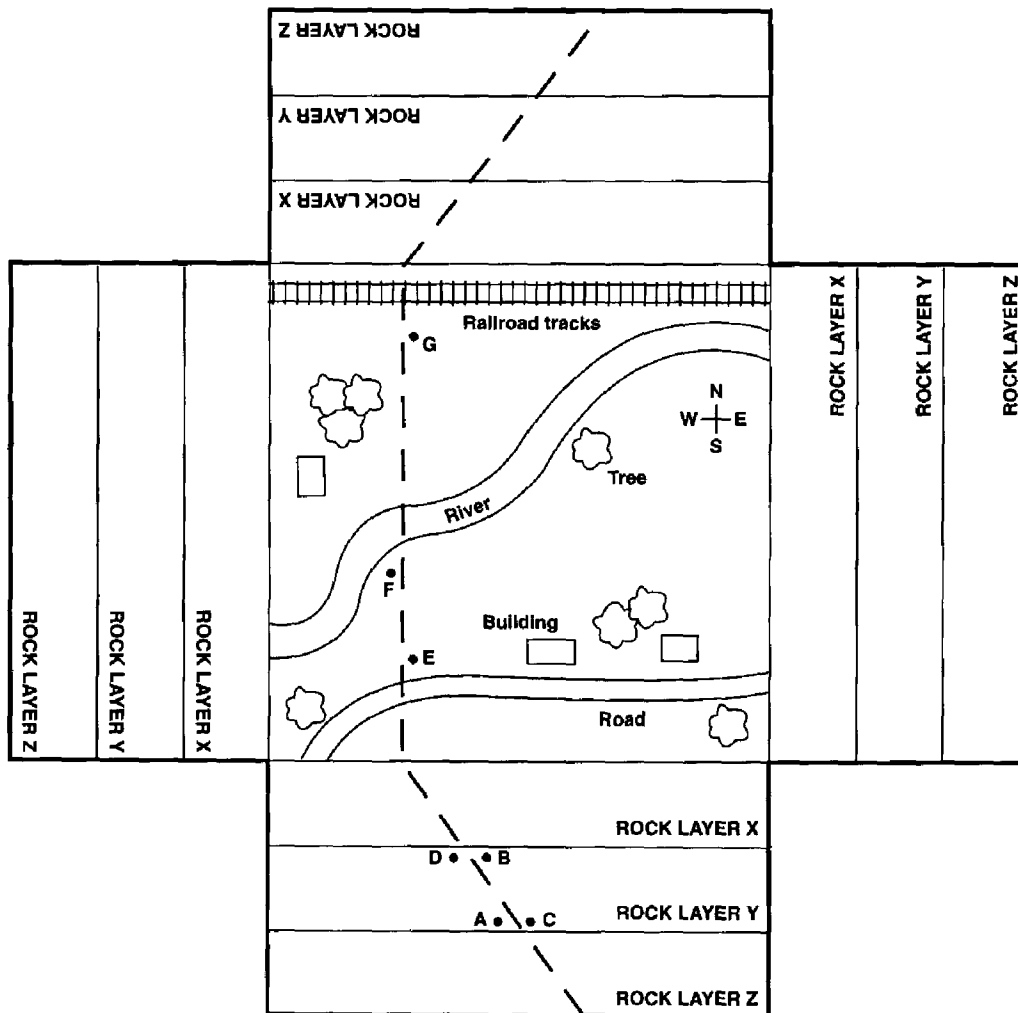 ROCK LAYER Z
ROCK LAYER Y
ROCK LAYER X
Railroad tracks
G
N
W E
S
Tree
River
F
Building
E
Road
ROCK LAYER Z
ROCK LAYER Y
ROCK LAYER X
ROCK LAYER X
ROCK LAYER Y
ROCK LAYER Z
ROCK LAYER X
D B
ROCK LAYER Y
A C
ROCK LAYER Z